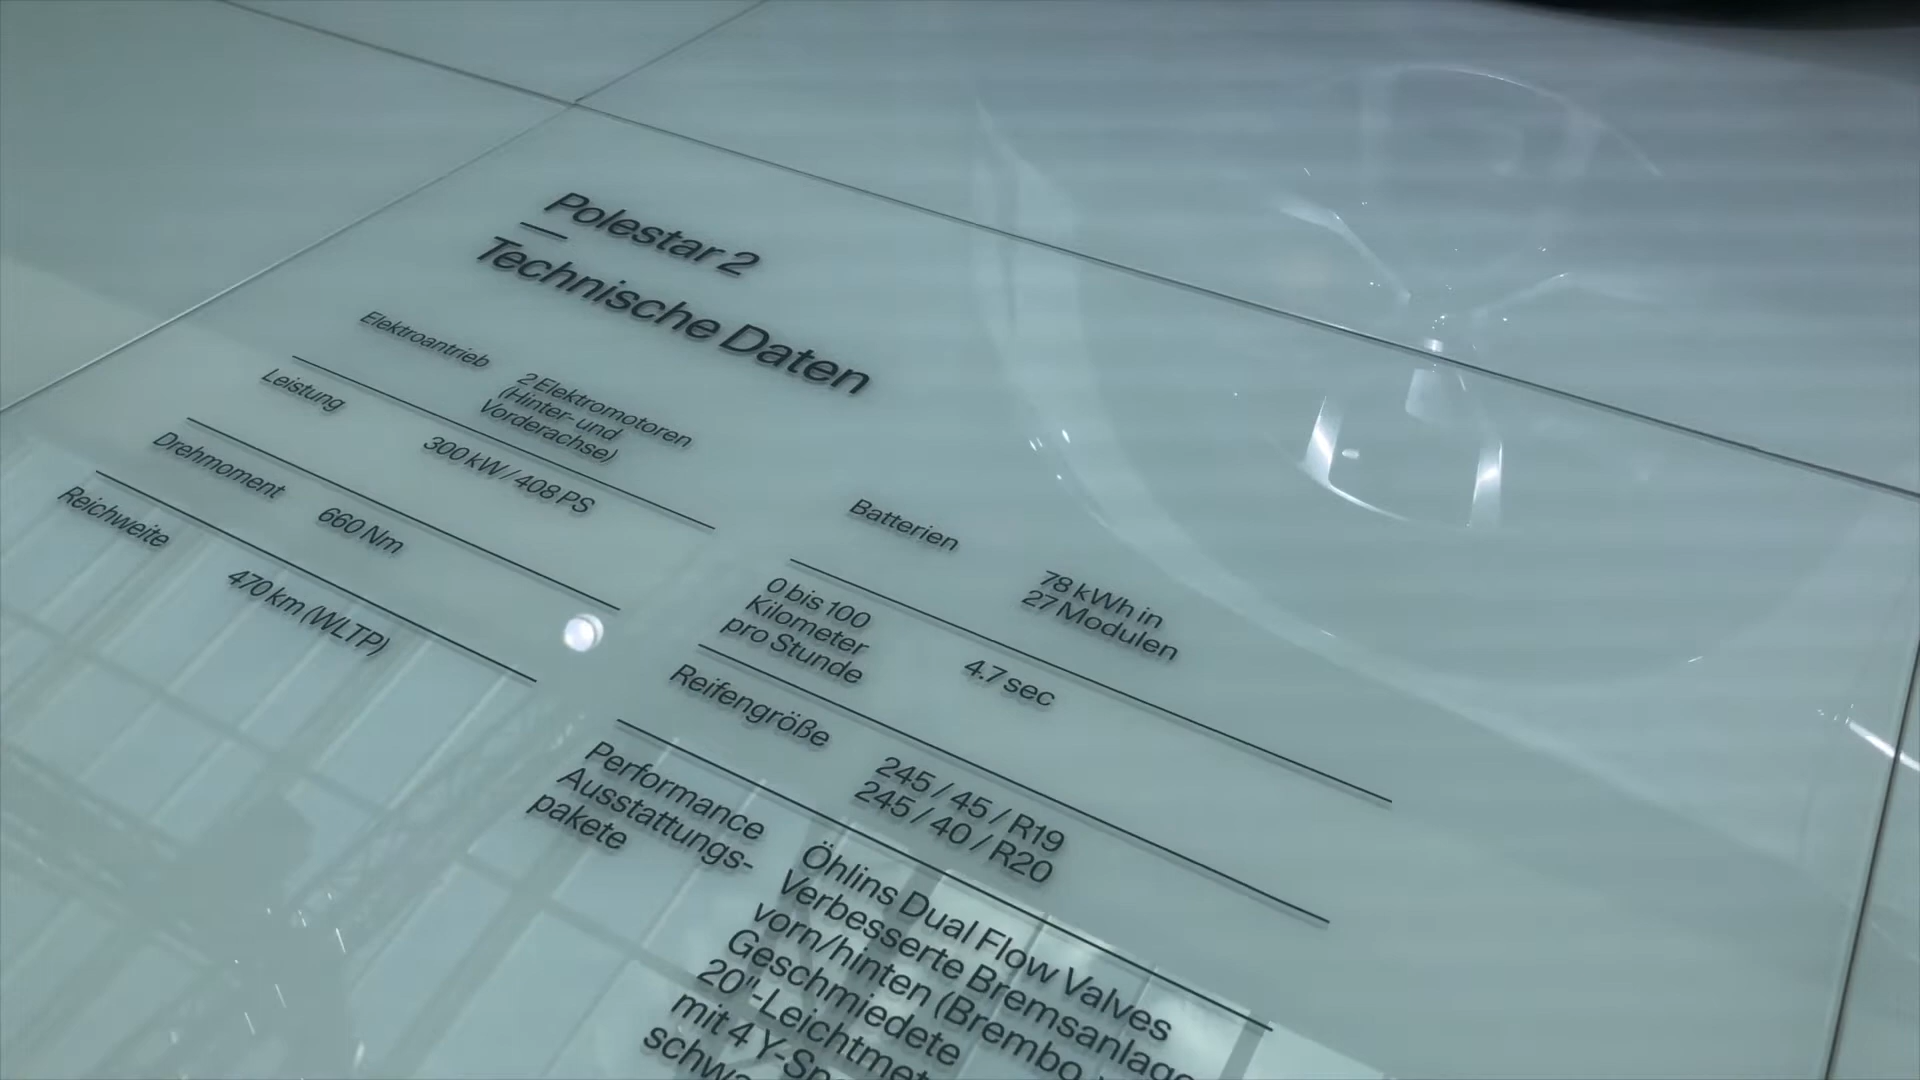 Polestar 2
—
Technische Daten
Elektroantrieb
2 Elektromotoren
(Hinter- und
Vorderachse)
Leistung
300 kW / 408 PS
Drehmoment
660 Nm
Reichweite
470 km (WLTP)
Batterien
78 kWh in
27 Modulen
0 bis 100
Kilometer
pro Stunde
4.7 sec
Reifengröße
245 / 45 / R19
245 / 40 / R20
Performance
Ausstattungs-
pakete
Öhlins Dual Flow Valves
Verbesserte Bremsanlage
vorn/hinten (Brembo
Geschmiedete
20"-Leichtmet
mit 4 Y-Sp
schwa